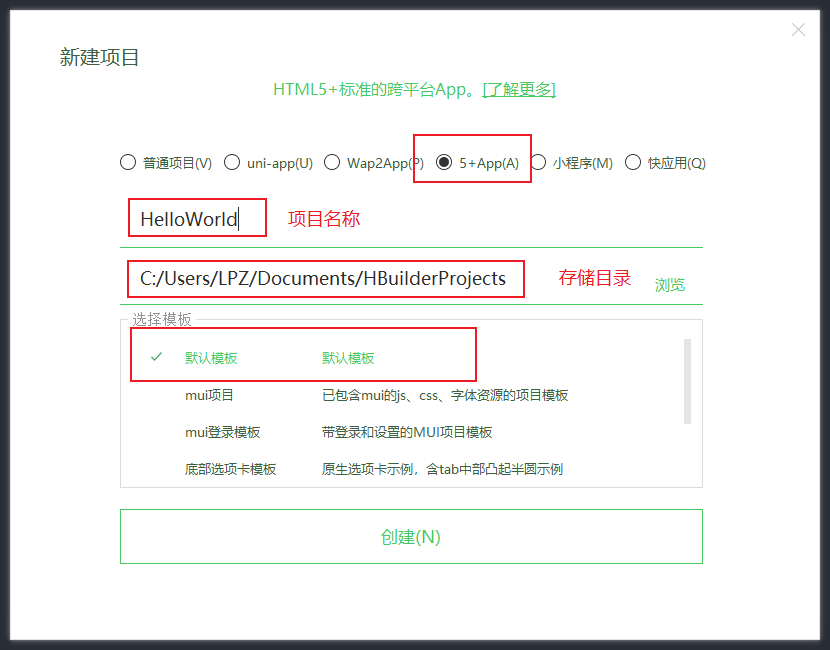 新建项目
HTML5+标准的跨平台App。[了解更多]
普通项目(V) uni-app(U) Wap2App(P) 5+App(A) 小程序(M) 快应用(Q)
HelloWorld 项目名称
C:/Users/LPZ/Documents/HBuilderProjects 存储目录 浏览
选择模板
默认模板 默认模板
mui项目 已包含mui的js、css、字体资源的项目模板
mui登录模板 带登录和设置的MUI项目模板
底部选项卡模板 原生选项卡示例，含tab中部凸起半圆示例
创建(N)